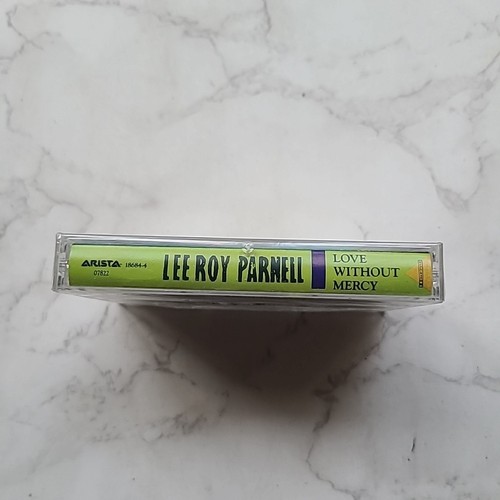 ARISTA 18684-4
07822
LEE ROY PARNELL
LOVE
WITHOUT
MERCY